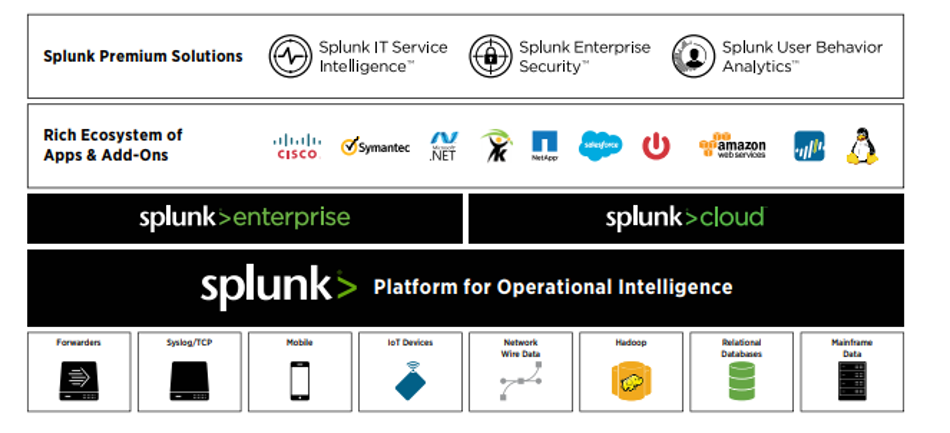 Splunk Premium Solutions
Splunk IT Service
Intelligence™
Splunk Enterprise
Security™
Splunk User Behavior
Analytics™
Rich Ecosystem of
Apps & Add-Ons
CISCO
Symantec
Microsoft
.NET
NetApp
salesforce
amazon
web services
splunk>enterprise
splunk>cloud
splunk> Platform for Operational Intelligence
Forwarders
Syslog/TCP
Mobile
IoT Devices
Network
Wire Data
Hadoop
Relational
Databases
Mainframe
Data